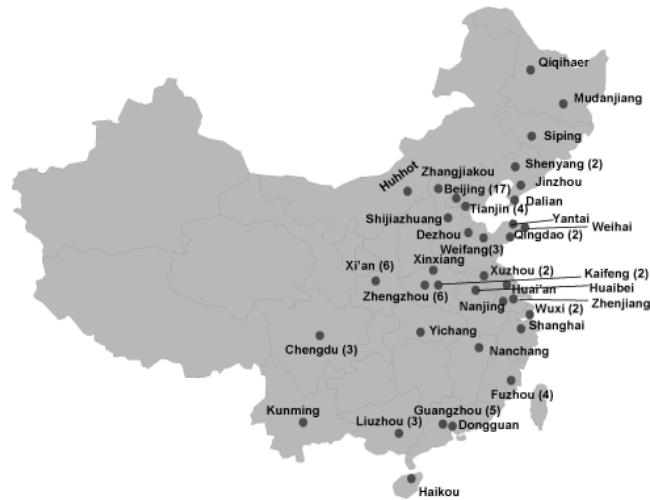 Qiqihaer
Mudanjiang
Siping
Shenyang (2)
Zhangjiakou
Huhhot
Jinzhou
Beijing (17)
Dalian
Tianjin (4)
Shijiazhuang
Yantai
Weihai
Dezhou
Qingdao (2)
Weifang(3)
Xinxiang
Xi'an (6)
Xuzhou (2)
Kaifeng (2)
Zhengzhou (6)
Huai'an
Huaibei
Nanjing
Zhenjiang
Wuxi (2)
Yichang
Shanghai
Chengdu (3)
Nanchang
Fuzhou (4)
Kunming
Guangzhou (5)
Liuzhou (3)
Dongguan
Haikou